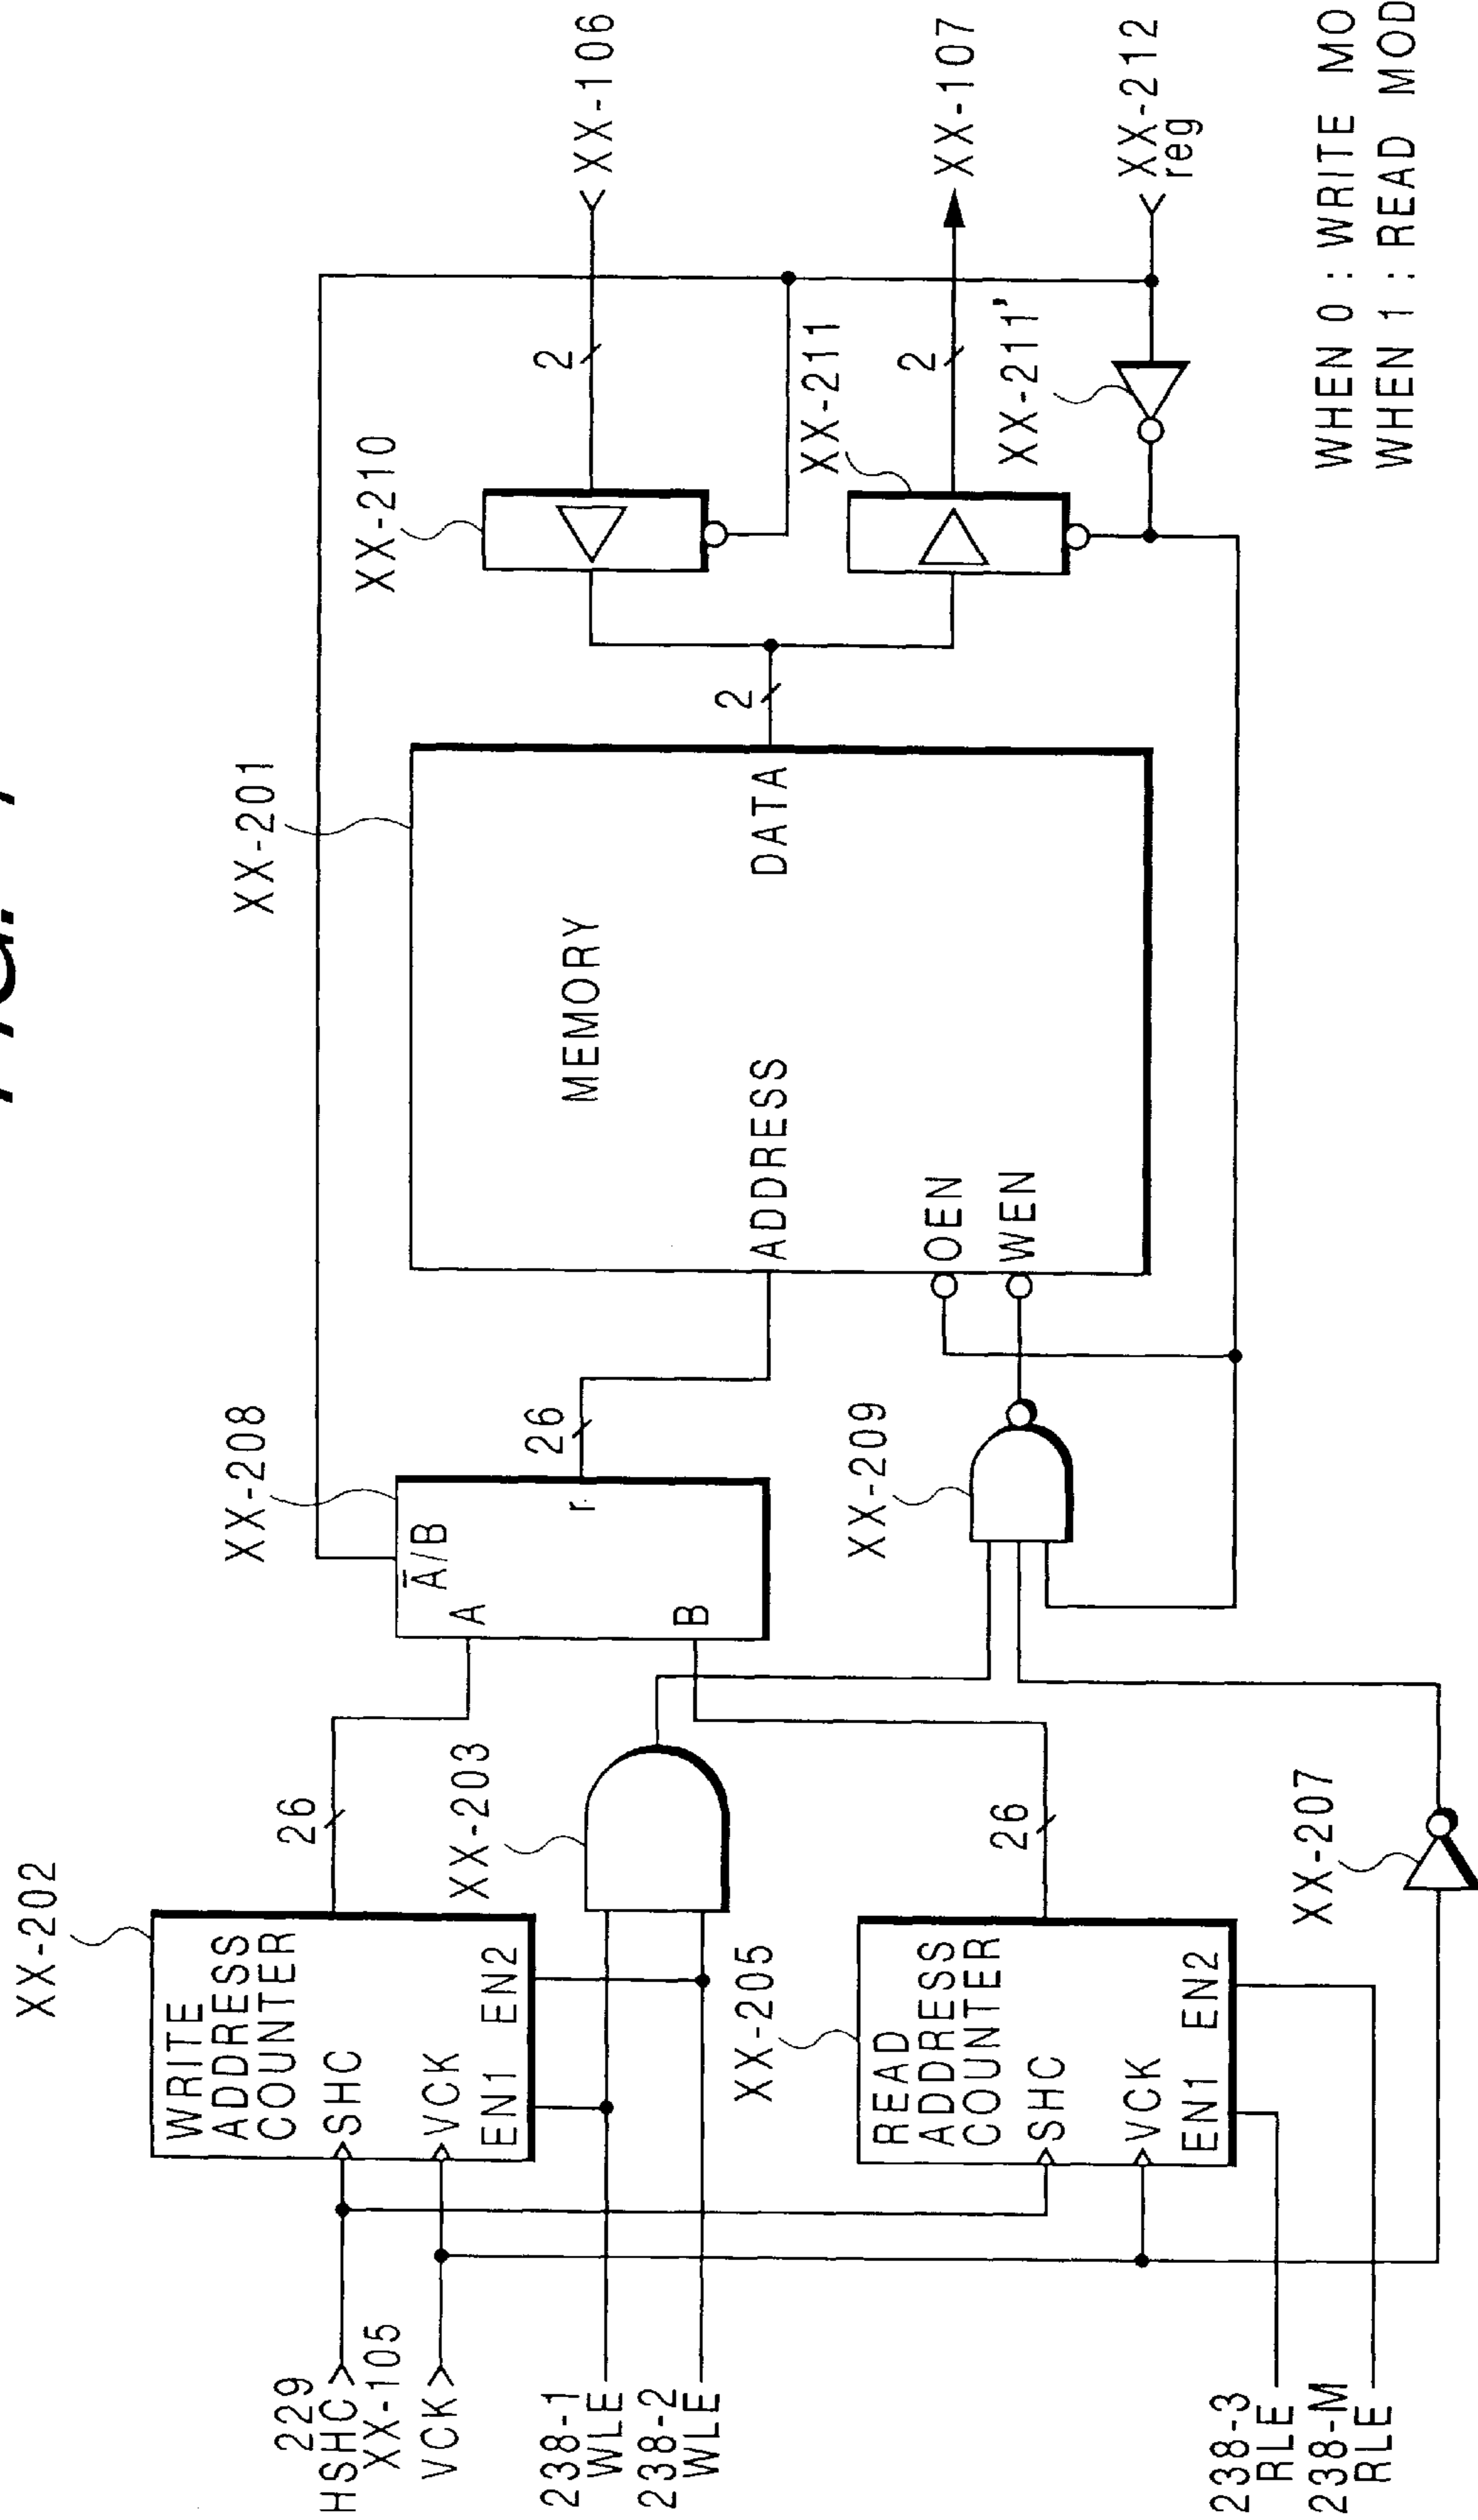 XX-202
WRITE
ADDRESS
COUNTER
SHC
VCK
EN1 EN2
229
HSHC
XX-105
VCK
238-1
WLE
238-2
WLE
26
XX-203
XX-205
READ
ADDRESS
COUNTER
SHC
VCK
EN1 EN2
238-3
RLE
238-M
RLE
26
XX-207
XX-208
A/B
A
B
r
26
XX-209
XX-201
MEMORY
ADDRESS
DATA
OEN
WEN
2
XX-210
2
XX-106
XX-211
2
XX-107
XX-211'
XX-212
reg
WHEN 0 : WRITE MO
WHEN 1 : READ MOD